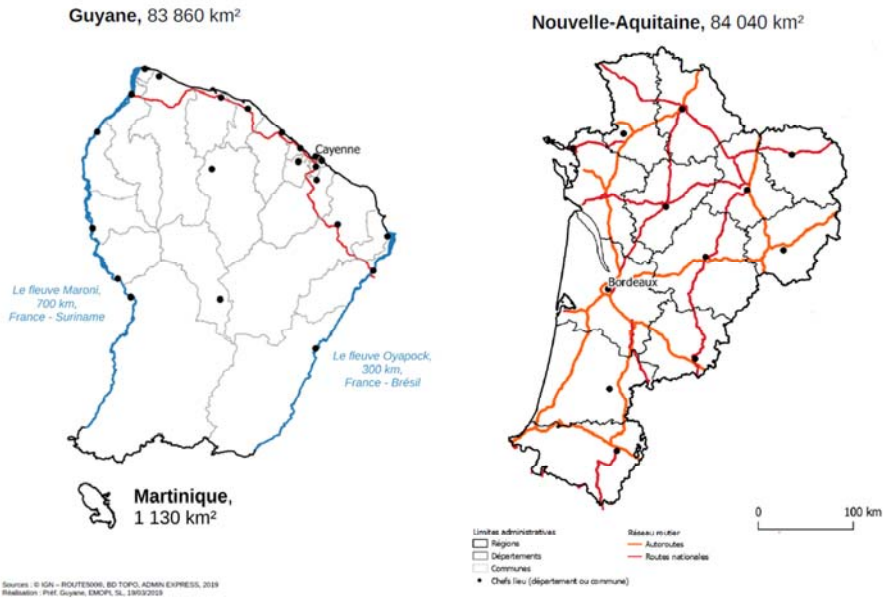 Guyane, 83 860 km²
Cayenne
Le fleuve Maroni,
700 km,
France - Suriname
Le fleuve Oyapock,
300 km,
France - Brésil
Martinique,
1 130 km²
Sources : © IGN – ROUTE500®, BD TOPO, ADMIN EXPRESS, 2019
Réalisation : Préf. Guyane, EMOPI, SL, 19/03/2019
Nouvelle-Aquitaine, 84 040 km²
Bordeaux
0 100 km
Limites administratives
Régions
Départements
Communes
Chefs lieu (département ou commune)
Réseau routier
Autoroutes
Routes nationales